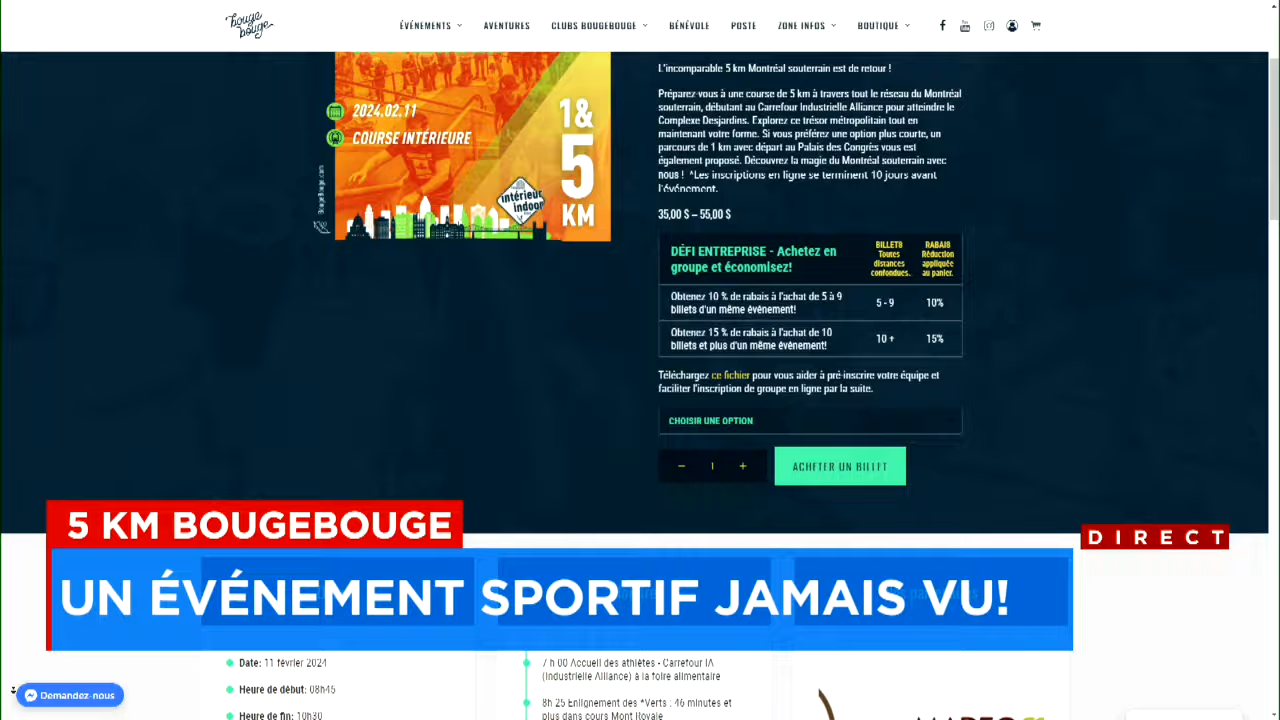 bouge bouge
ÉVÉNEMENTS
AVENTURES
CLUBS BOUGEBOUGE
BÉNÉVOLE
POSTE
ZONE INFOS
BOUTIQUE
2024.02.11
COURSE INTÉRIEURE
1&
5
KM
intérieur
indoor
BougeBouge.com
L'incomparable 5 km Montréal souterrain est de retour !
Préparez-vous à une course de 5 km à travers tout le réseau du Montréal
souterrain, débutant au Carrefour Industrielle Alliance pour atteindre le
Complexe Desjardins. Explorez ce trésor métropolitain tout en
maintenant votre forme. Si vous préférez une option plus courte, un
parcours de 1 km avec départ au Palais des Congrès vous est
également proposé. Découvrez la magie du Montréal souterrain avec
nous ! *Les inscriptions en ligne se terminent 10 jours avant
l'événement.
35,00 $ – 55,00 $
DÉFI ENTREPRISE - Achetez en
groupe et économisez!
BILLETS
Toutes
distances
confondues.
RABAIS
Réduction
appliquée
au panier.
Obtenez 10 % de rabais à l'achat de 5 à 9
billets d'un même événement!
5 - 9
10%
Obtenez 15 % de rabais à l'achat de 10
billets et plus d'un même événement!
10 +
15%
Téléchargez ce fichier pour vous aider à pré-inscrire votre équipe et
faciliter l'inscription de groupe en ligne par la suite.
CHOISIR UNE OPTION
− 1 +
ACHETER UN BILLET
5 KM BOUGEBOUGE
DIRECT
UN ÉVÉNEMENT SPORTIF JAMAIS VU!
Date: 11 février 2024
Heure de début: 08h45
Heure de fin: 10h30
7 h 00 Accueil des athlètes - Carrefour IA
(Industrielle Alliance) à la foire alimentaire
8h 25 Enlignement des *Verts : 46 minutes et
plus dans cours Mont Royale
Demandez-nous